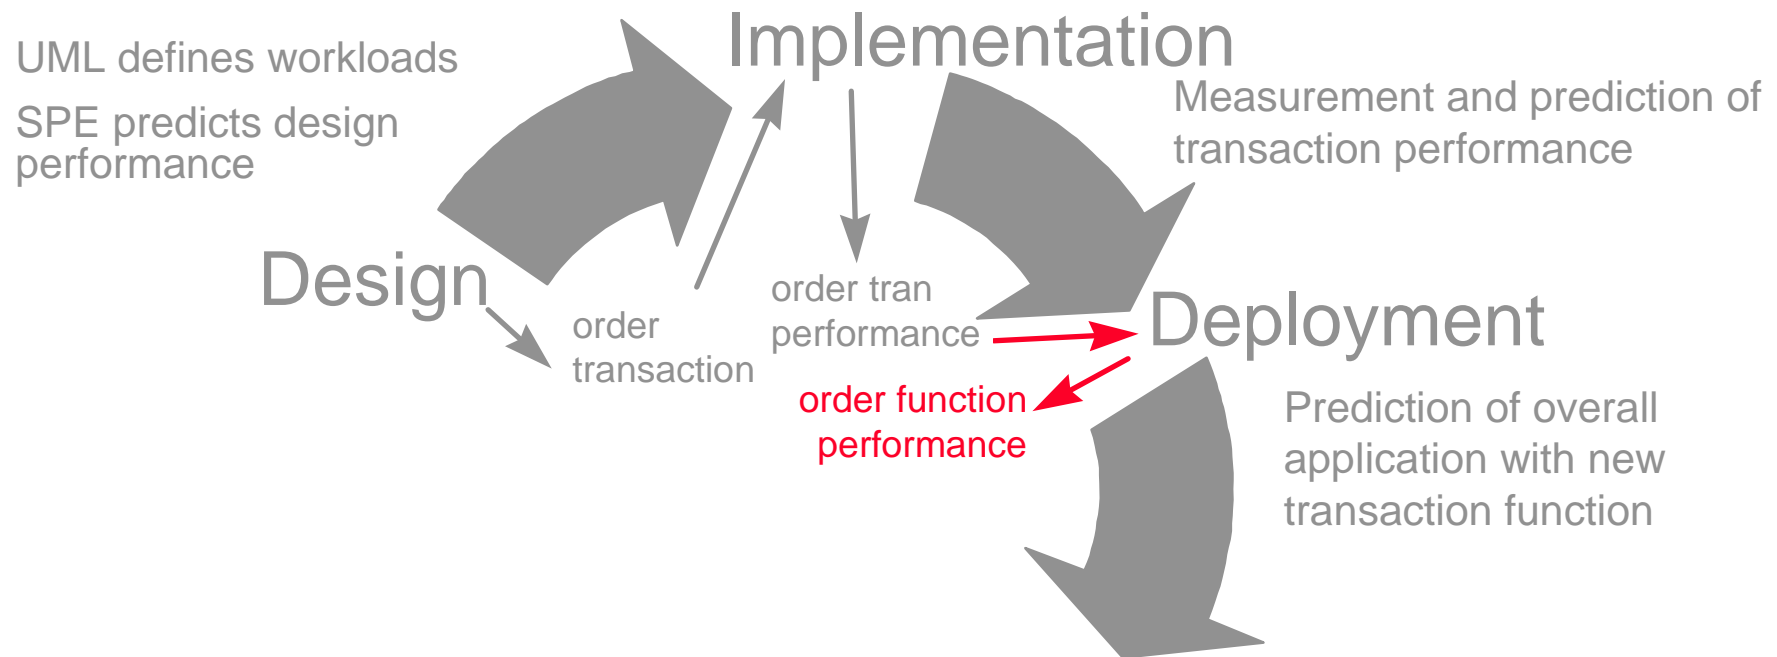 UML defines workloads
SPE predicts design
performance
Implementation
Measurement and prediction of
transaction performance
Design
order
transaction
order tran
performance
Deployment
order function
performance
Prediction of overall
application with new
transaction function